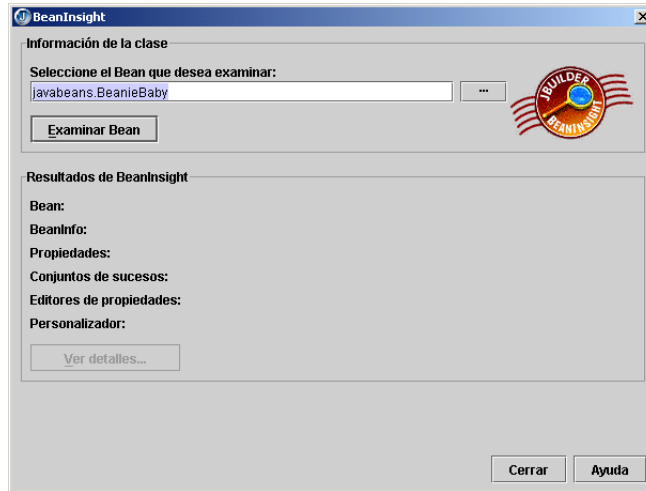 BeanInsight
Información de la clase
Seleccione el Bean que desea examinar:
javabeans.BeanieBaby
...
JBUILDER
BEANINSIGHT
Examinar Bean
Resultados de BeanInsight
Bean:
BeanInfo:
Propiedades:
Conjuntos de sucesos:
Editores de propiedades:
Personalizador:
Ver detalles...
Cerrar
Ayuda